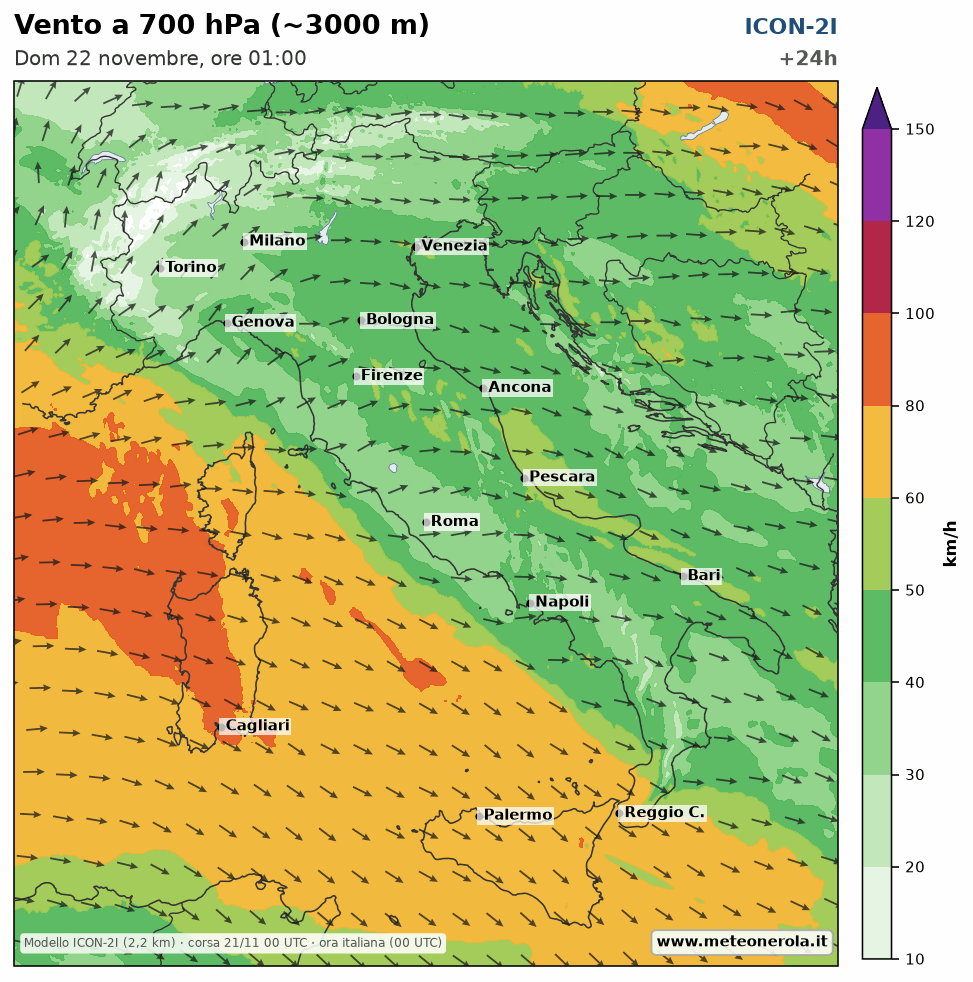 Vento a 700 hPa (~3000 m)
ICON-2I
Dom 22 novembre, ore 01:00
+24h
150
120
100
80
60
50
40
30
20
10
km/h
Milano
Venezia
Torino
Genova
Bologna
Firenze
Ancona
Pescara
Roma
Bari
Napoli
Cagliari
Palermo
Reggio C.
Modello ICON-2I (2,2 km) · corsa 21/11 00 UTC · ora italiana (00 UTC)
www.meteonerola.it